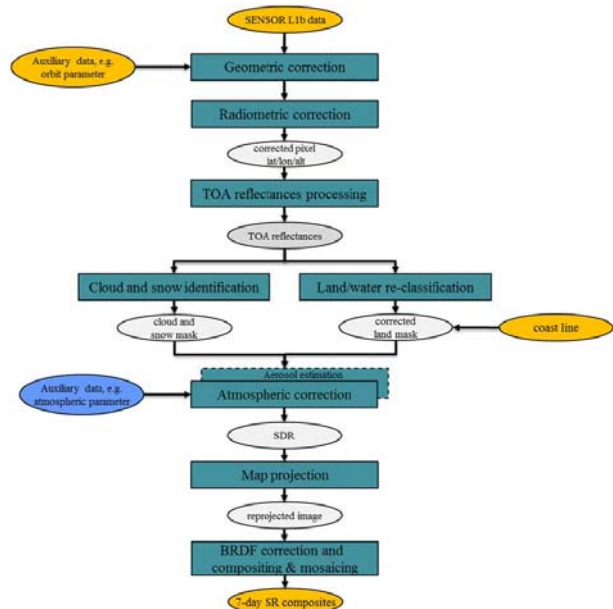 SENSOR L1b data
Auxiliary data, e.g.
orbit parameter
Geometric correction
Radiometric correction
corrected pixel
lat/lon/alt
TOA reflectances processing
TOA reflectances
Cloud and snow identification
Land/water re-classification
cloud and
snow mask
corrected
land mask
coast line
Aerosol estimation
Auxiliary data, e.g.
atmospheric parameter
Atmospheric correction
SDR
Map projection
reprojected image
BRDF correction and
compositing & mosaicing
7-day SR composites